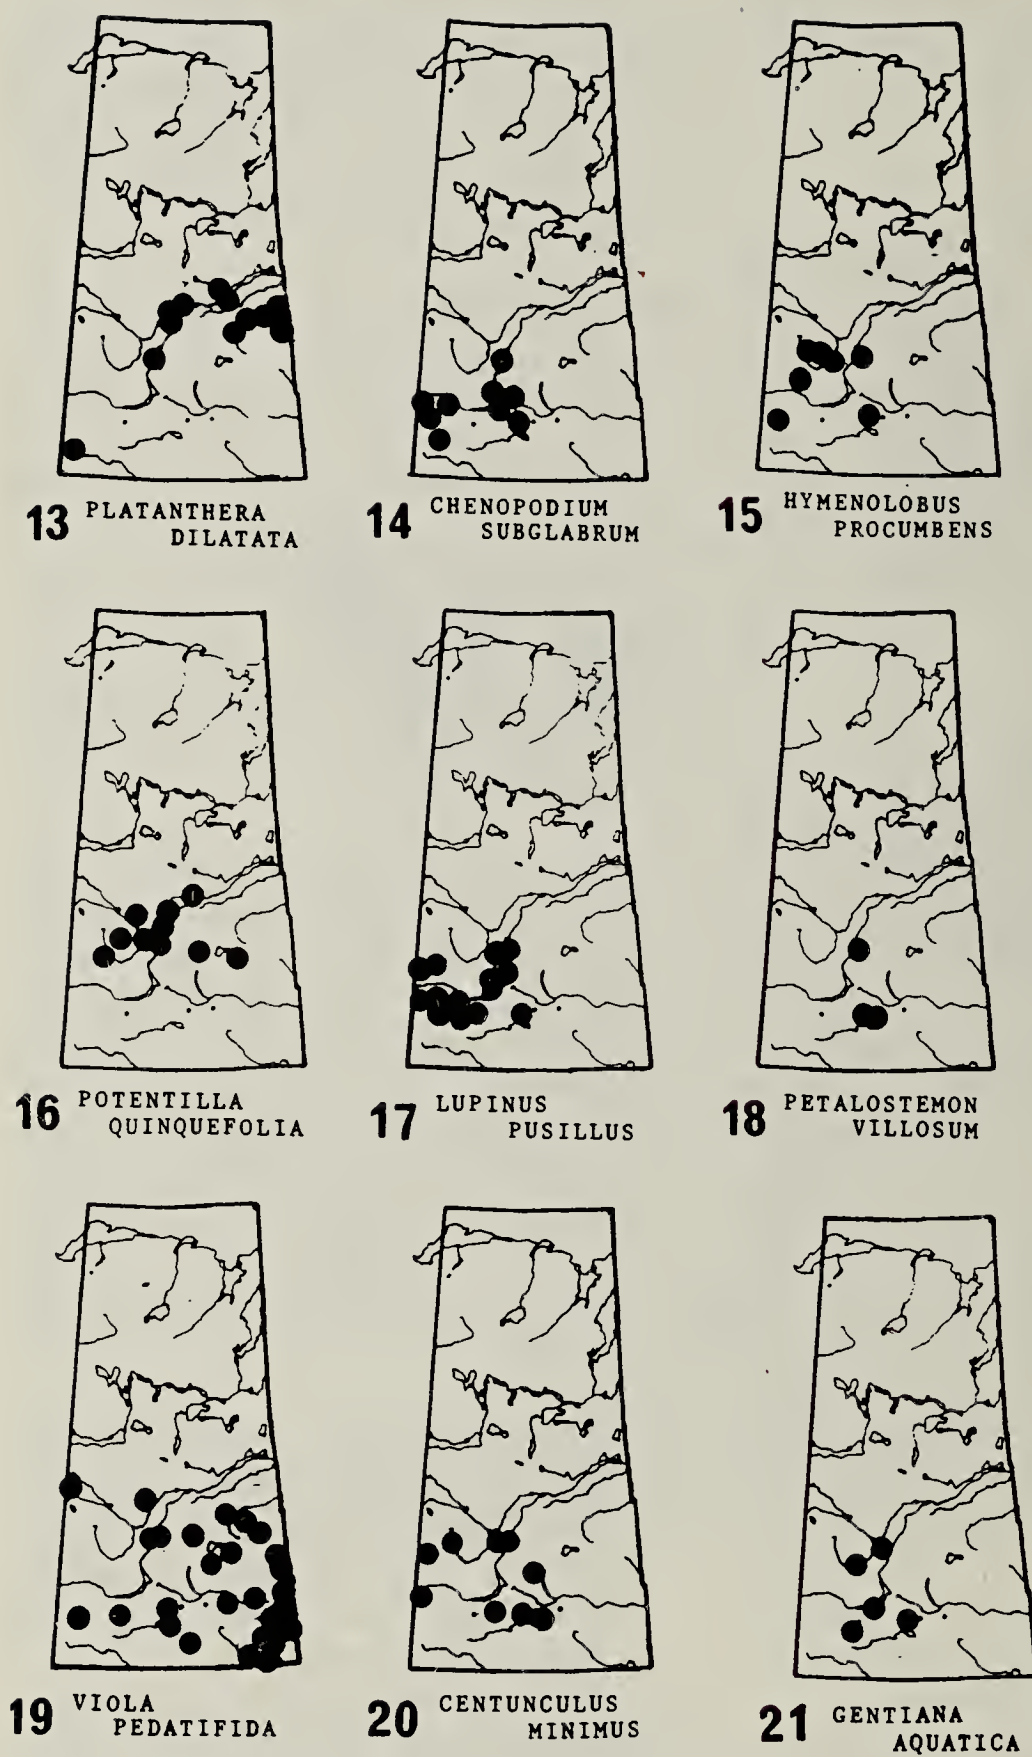 13 PLATANTHERA
DILATATA
14 CHENOPODIUM
SUBGLABRUM
15 HYMENOLOBUS
PROCUMBENS
16 POTENTILLA
QUINQUEFOLIA
17 LUPINUS
PUSILLUS
18 PETALOSTEMON
VILLOSUM
19 VIOLA
PEDATIFIDA
20 CENTUNCULUS
MINIMUS
21 GENTIANA
AQUATICA